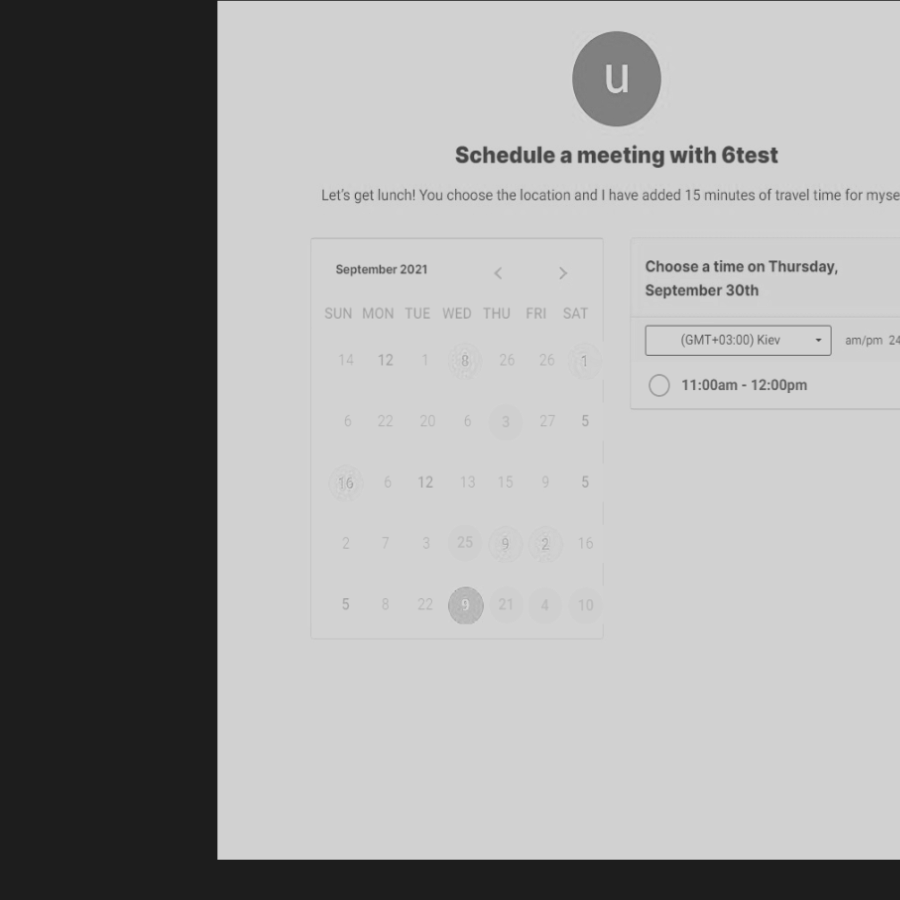 u
Schedule a meeting with 6test
Let's get lunch! You choose the location and I have added 15 minutes of travel time for myse
September 2021
SUN MON TUE WED THU FRI SAT
14 12 1 8 26 26 1
6 22 20 6 3 27 5
16 6 12 13 15 9 5
2 7 3 25 9 2 16
5 8 22 9 21 4 10
Choose a time on Thursday,
September 30th
(GMT+03:00) Kiev
am/pm 24
11:00am - 12:00pm